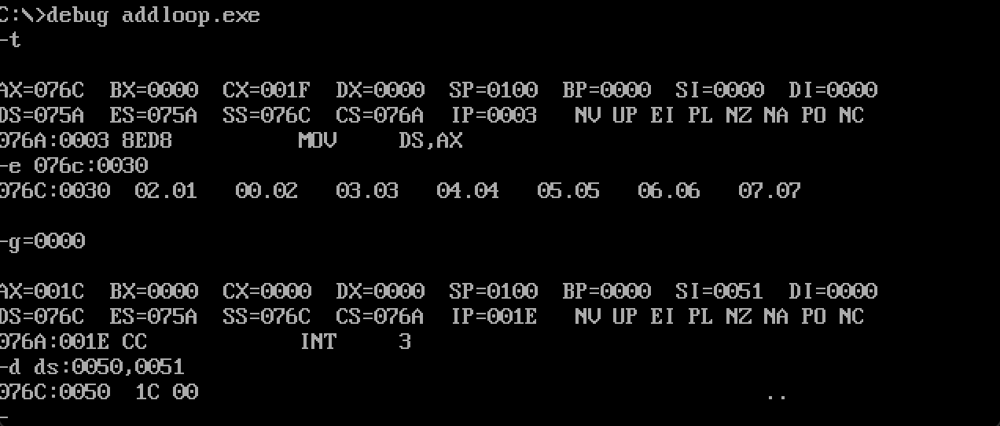 C:\>debug addloop.exe
-t
AX=076C  BX=0000  CX=001F  DX=0000  SP=0100  BP=0000  SI=0000  DI=0000
DS=075A  ES=075A  SS=076C  CS=076A  IP=0003   NV UP EI PL NZ NA PO NC
076A:0003 8ED8          MOV     DS,AX
-e 076c:0030
076C:0030  02.01   00.02   03.03   04.04   05.05   06.06   07.07
-g=0000
AX=001C  BX=0000  CX=0000  DX=0000  SP=0100  BP=0000  SI=0051  DI=0000
DS=076C  ES=075A  SS=076C  CS=076A  IP=001E   NV UP EI PL NZ NA PO NC
076A:001E CC            INT     3
-d ds:0050,0051
076C:0050  1C 00                                             ..
-